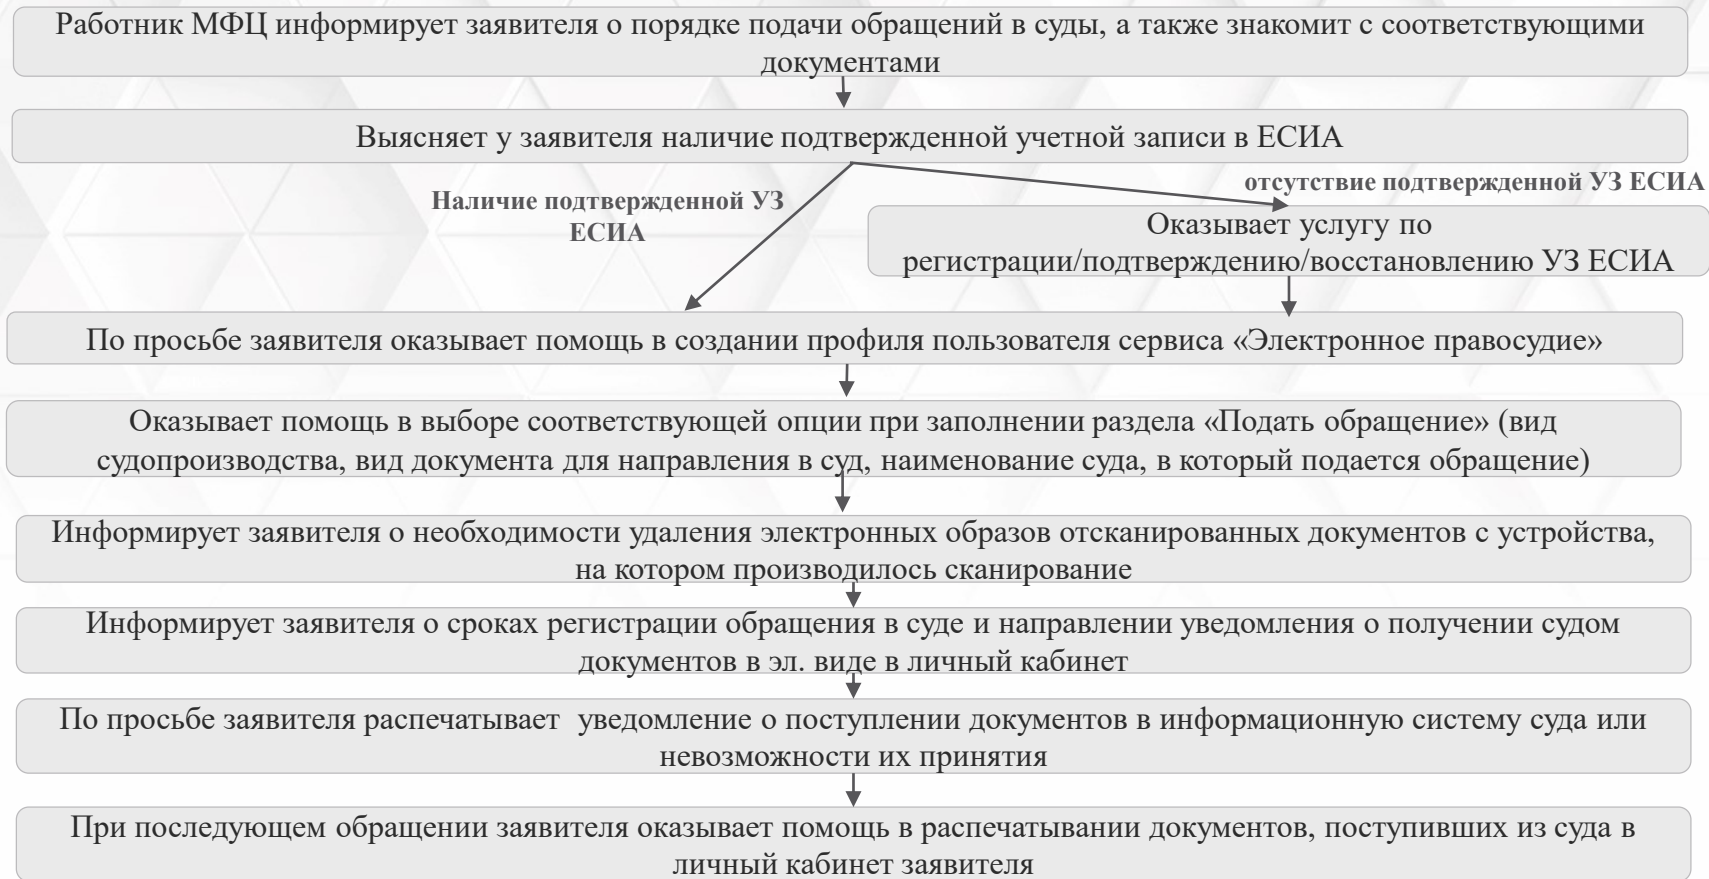 Работник МФЦ информирует заявителя о порядке подачи обращений в суды, а также знакомит с соответствующими
документами
Выясняет у заявителя наличие подтвержденной учетной записи в ЕСИА
Наличие подтвержденной УЗ
ЕСИА
отсутствие подтвержденной УЗ ЕСИА
Оказывает услугу по
регистрации/подтверждению/восстановлению УЗ ЕСИА
По просьбе заявителя оказывает помощь в создании профиля пользователя сервиса «Электронное правосудие»
Оказывает помощь в выборе соответствующей опции при заполнении раздела «Подать обращение» (вид
судопроизводства, вид документа для направления в суд, наименование суда, в который подается обращение)
Информирует заявителя о необходимости удаления электронных образов отсканированных документов с устройства,
на котором производилось сканирование
Информирует заявителя о сроках регистрации обращения в суде и направлении уведомления о получении судом
документов в эл. виде в личный кабинет
По просьбе заявителя распечатывает уведомление о поступлении документов в информационную систему суда или
невозможности их принятия
При последующем обращении заявителя оказывает помощь в распечатывании документов, поступивших из суда в
личный кабинет заявителя